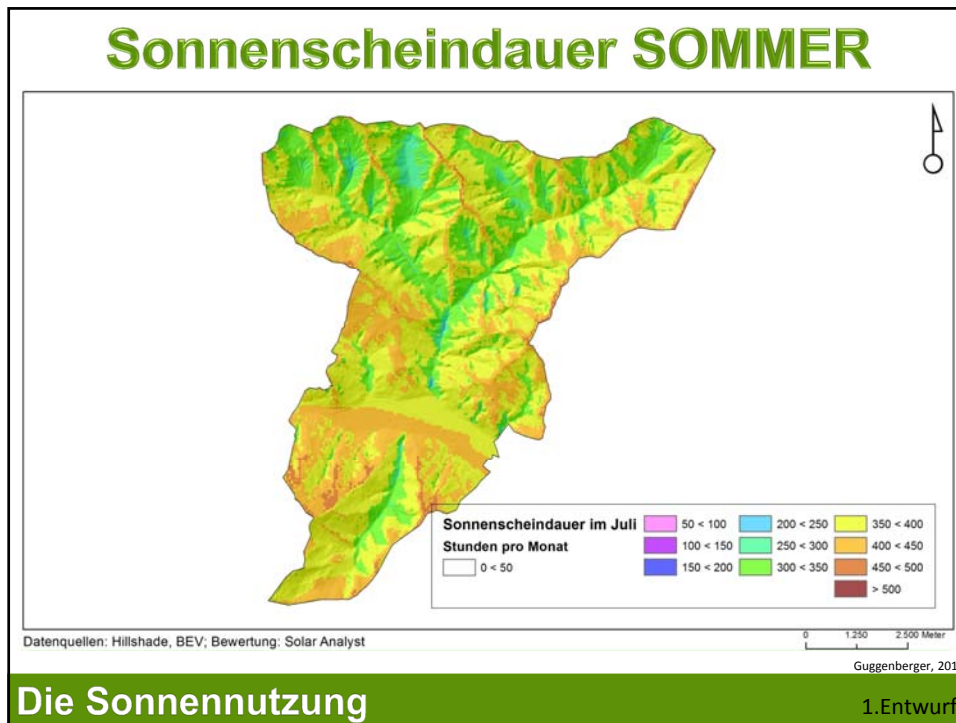 Sonnenscheindauer SOMMER
Sonnenscheindauer im Juli
Stunden pro Monat
0 < 50
50 < 100
100 < 150
150 < 200
200 < 250
250 < 300
300 < 350
350 < 400
400 < 450
450 < 500
> 500
Datenquellen: Hillshade, BEV; Bewertung: Solar Analyst
0 1.250 2.500 Meter
Guggenberger, 201
Die Sonnennutzung
1.Entwurf